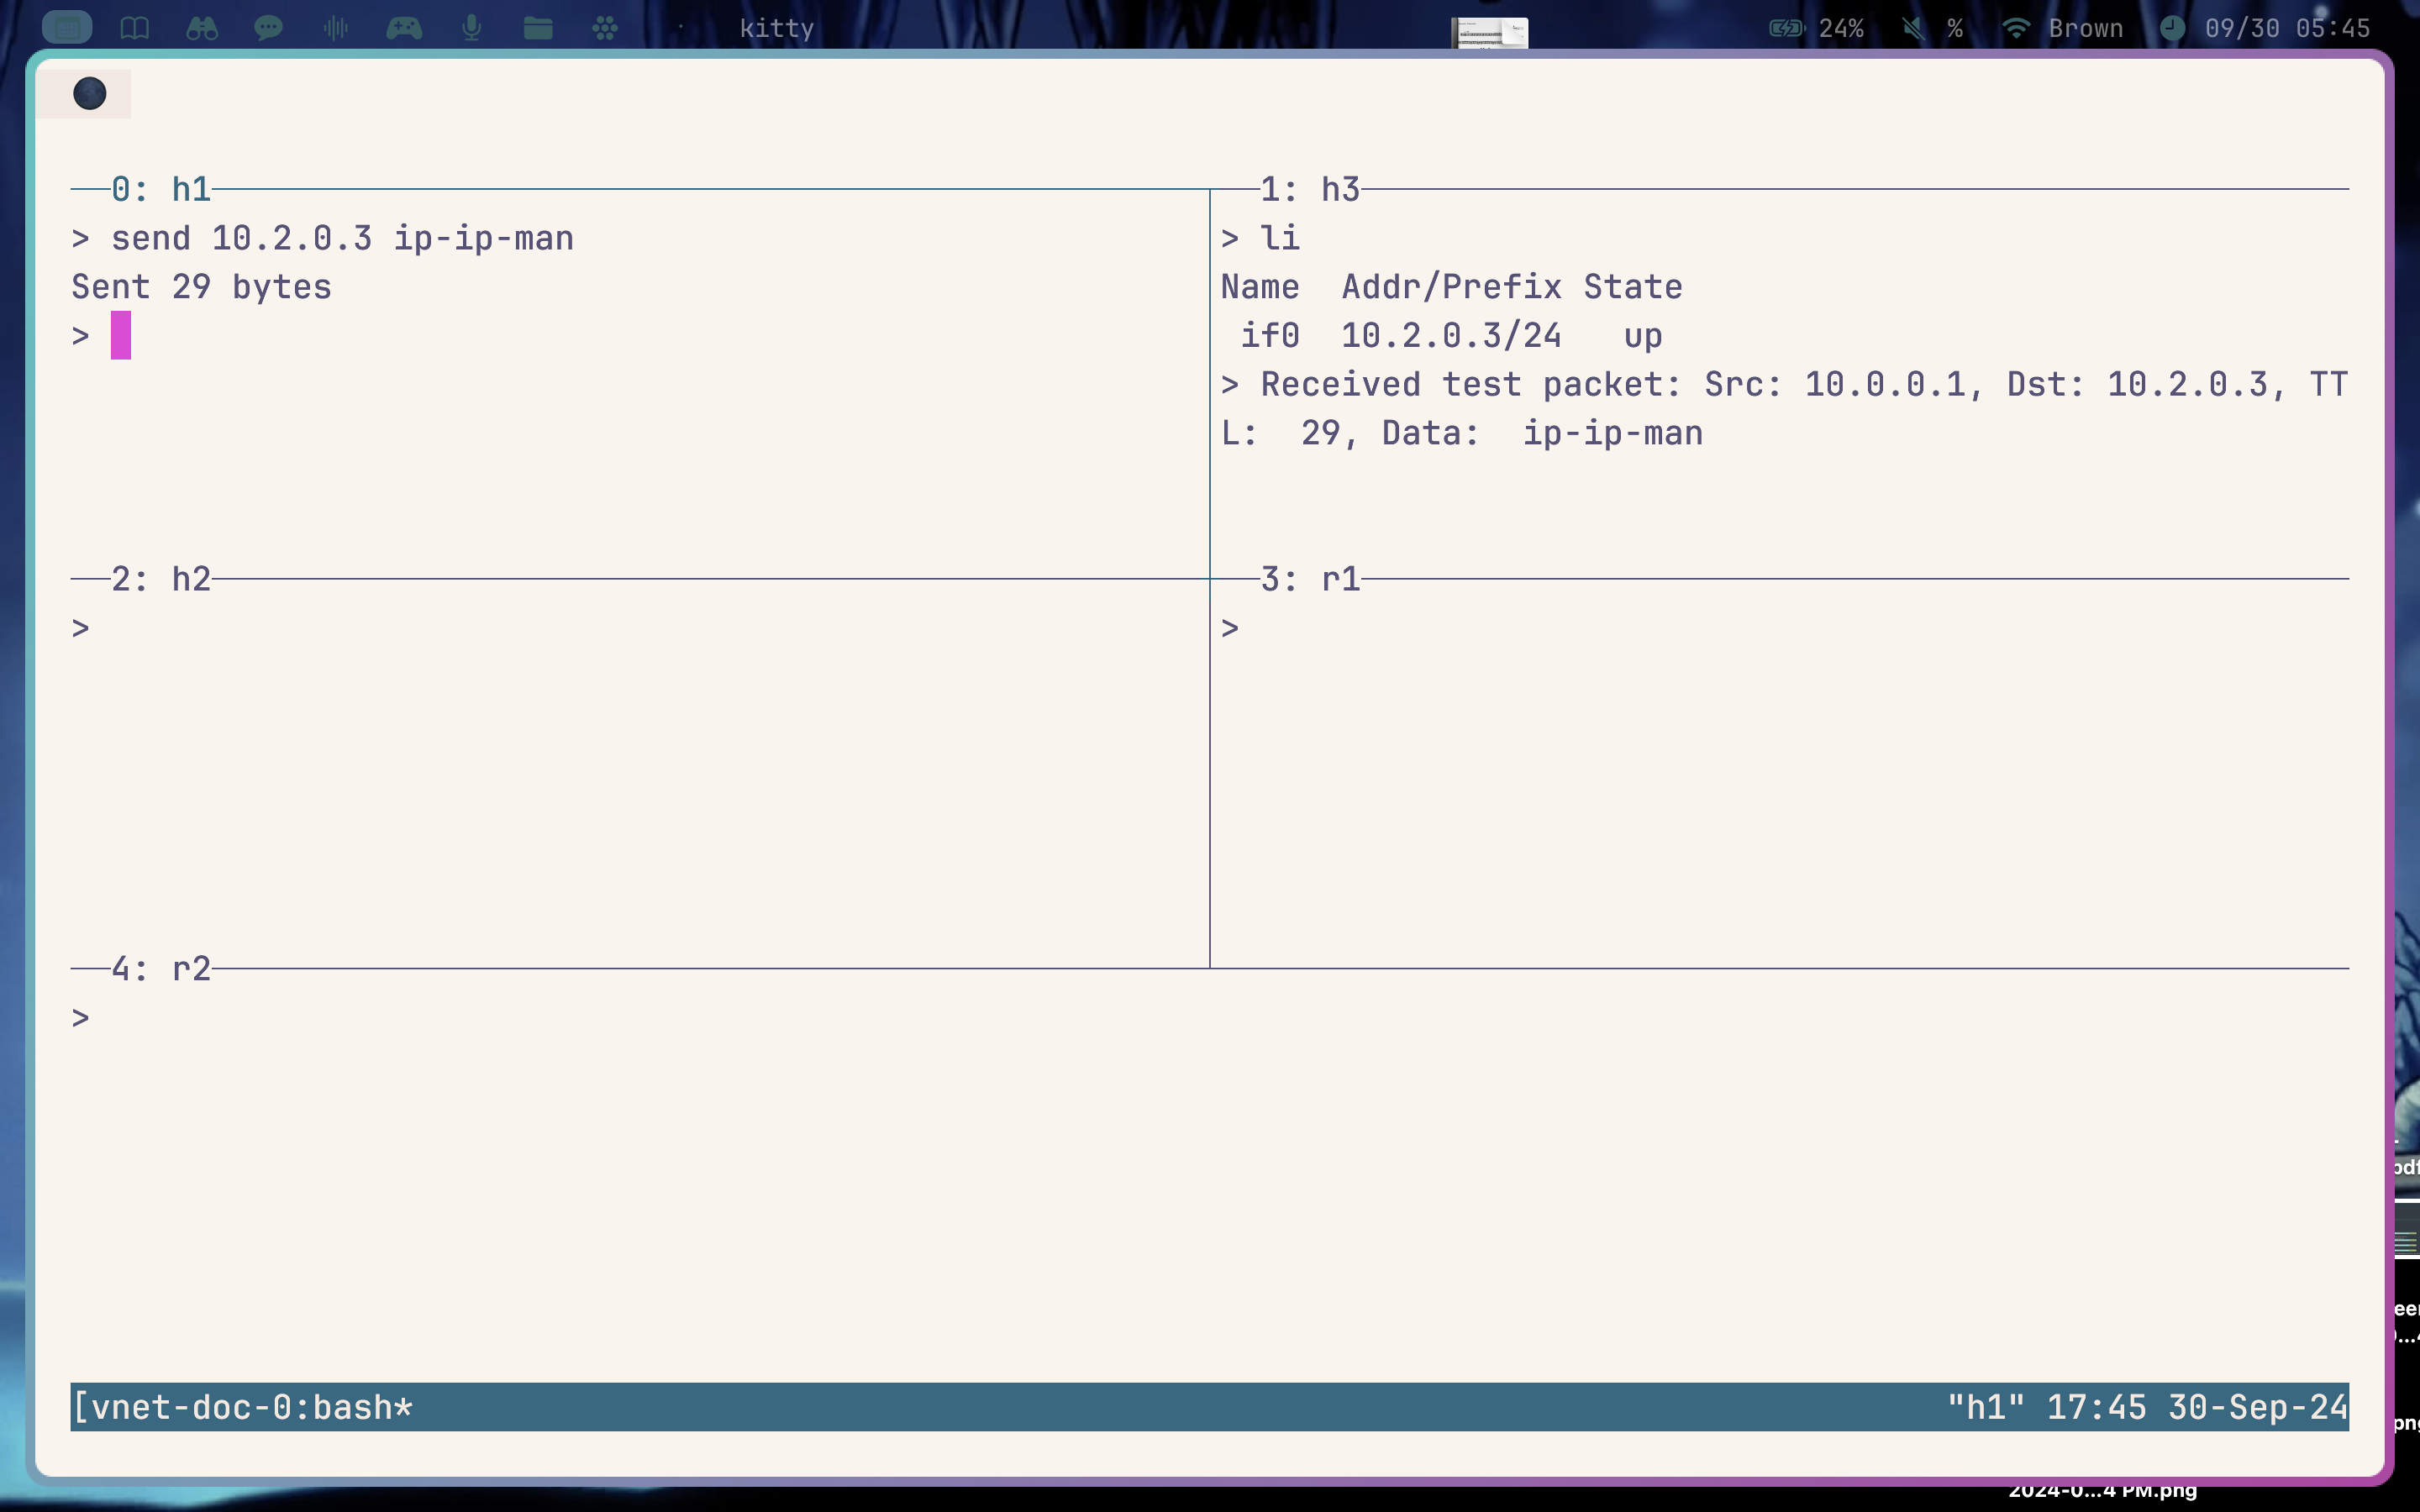 kitty
24%
%
Brown
09/30 05:45
0: h1
> send 10.2.0.3 ip-ip-man
Sent 29 bytes
>
1: h3
> li
Name  Addr/Prefix State
 if0  10.2.0.3/24   up
> Received test packet: Src: 10.0.0.1, Dst: 10.2.0.3, TT
L:  29, Data:  ip-ip-man
2: h2
>
3: r1
>
4: r2
>
[vnet-doc-0:bash*
"h1" 17:45 30-Sep-24
2024-0...4 PM.png